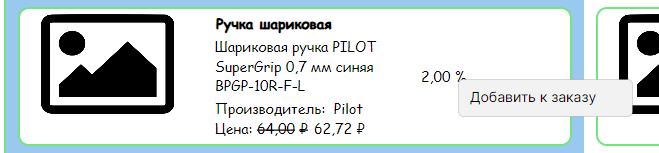 Ручка шариковая
Шариковая ручка PILOT
SuperGrip 0,7 мм синяя
BPGP-10R-F-L
Производитель: Pilot
Цена: 64,00 ₽ 62,72 ₽
2,00 %
Добавить к заказу